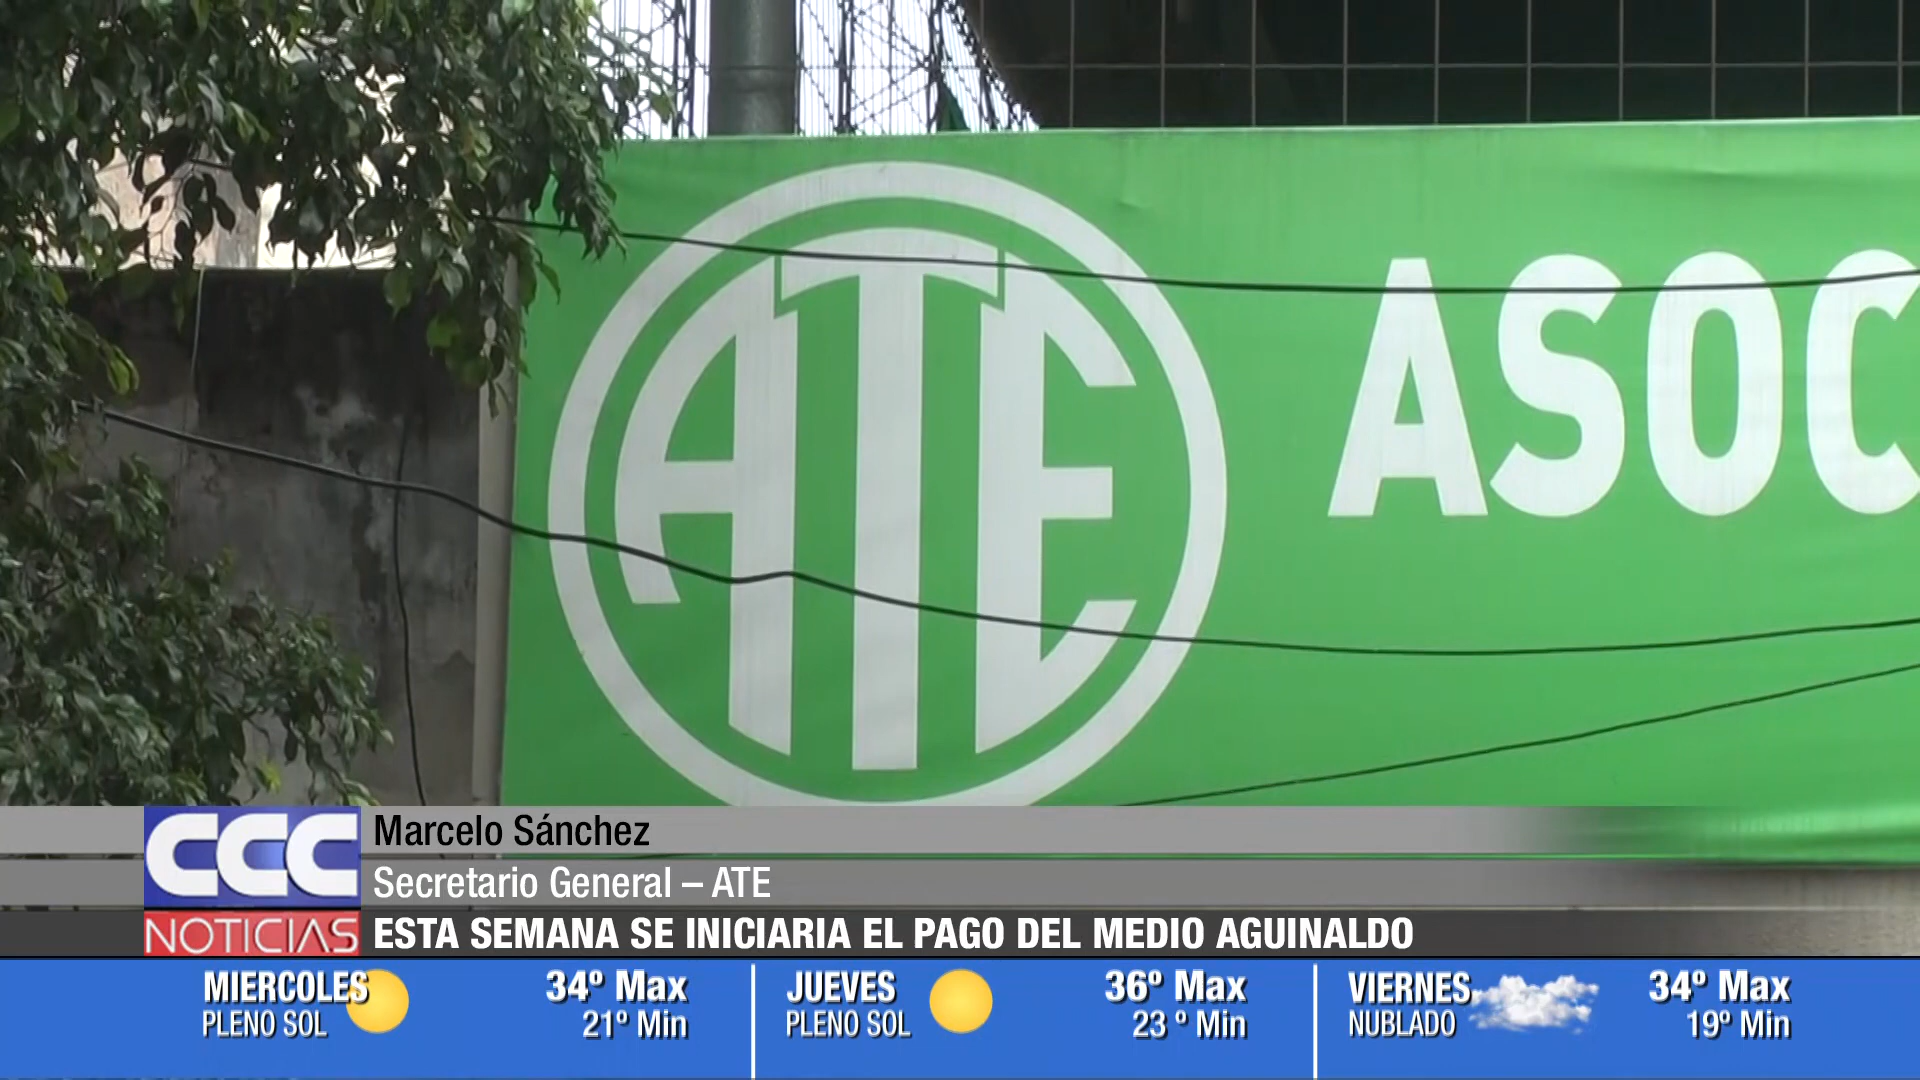 ATE
ASOC
CCC
NOTICIAS
Marcelo Sánchez
Secretario General – ATE
ESTA SEMANA SE INICIARIA EL PAGO DEL MEDIO AGUINALDO
MIERCOLES
PLENO SOL
34º Max
21º Min
JUEVES
PLENO SOL
36º Max
23 º Min
VIERNES
NUBLADO
34º Max
19º Min